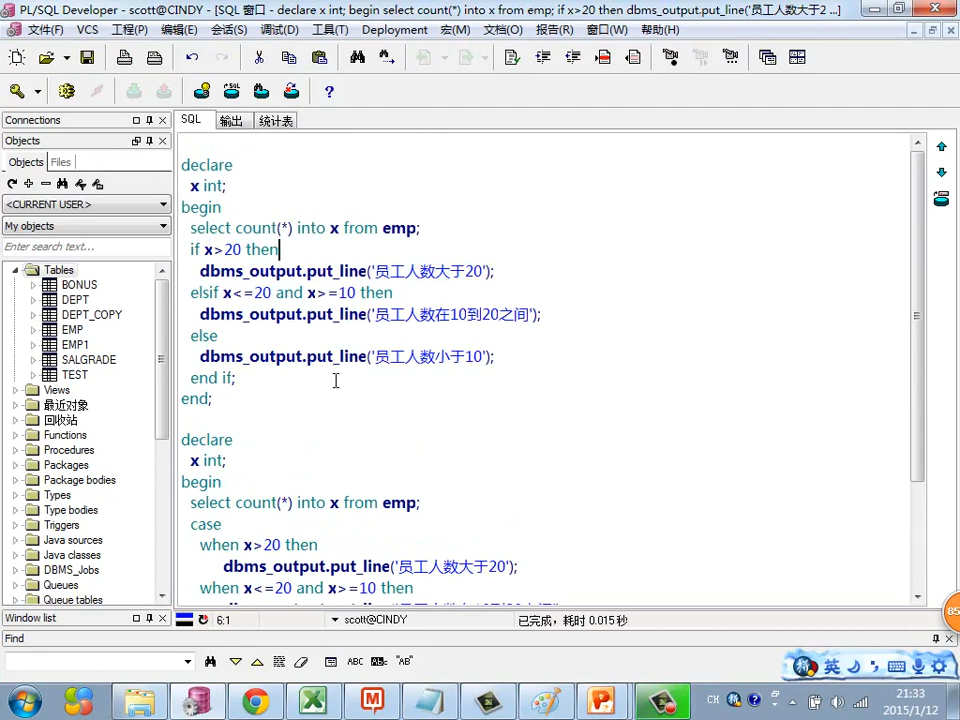 PL/SQL Developer - scott@CINDY - [SQL 窗口 - declare x int; begin select count(*) into x from emp; if x>20 then dbms_output.put_line('员工人数大于2 ...]
文件(F) VCS 工程(P) 编辑(E) 会话(S) 调试(D) 工具(T) Deployment 宏(M) 文档(O) 报告(R) 窗口(W) 帮助(H)
Connections
Objects
Objects Files
<CURRENT USER>
My objects
Enter search text...
Tables
BONUS
DEPT
DEPT_COPY
EMP
EMP1
SALGRADE
TEST
Views
最近对象
回收站
Functions
Procedures
Packages
Package bodies
Types
Type bodies
Triggers
Java sources
Java classes
DBMS_Jobs
Queues
Queue tables
Window list
SQL 输出 统计表
declare
x int;
begin
select count(*) into x from emp;
if x>20 then
dbms_output.put_line('员工人数大于20');
elsif x<=20 and x>=10 then
dbms_output.put_line('员工人数在10到20之间');
else
dbms_output.put_line('员工人数小于10');
end if;
end;
declare
x int;
begin
select count(*) into x from emp;
case
when x>20 then
dbms_output.put_line('员工人数大于20');
when x<=20 and x>=10 then
6:1 scott@CINDY 已完成，耗时 0.015 秒
85
Find
ABC "AB"
英
CH
21:33
2015/1/12